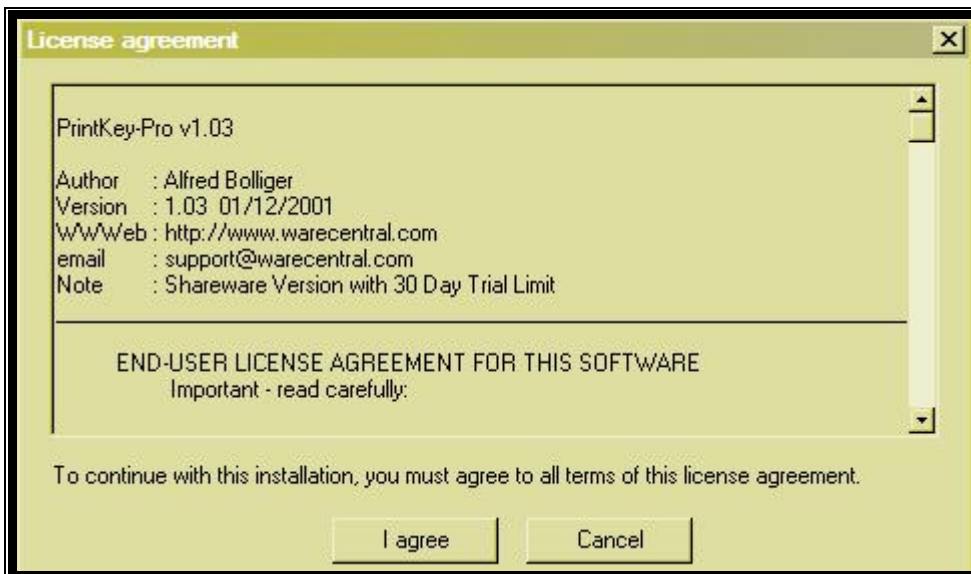 License agreement
PrintKey-Pro v1.03
Author : Alfred Bolliger
Version : 1.03 01/12/2001
WWWeb : http://www.warecentral.com
email : support@warecentral.com
Note : Shareware Version with 30 Day Trial Limit
END-USER LICENSE AGREEMENT FOR THIS SOFTWARE
Important - read carefully:
To continue with this installation, you must agree to all terms of this license agreement.
I agree Cancel